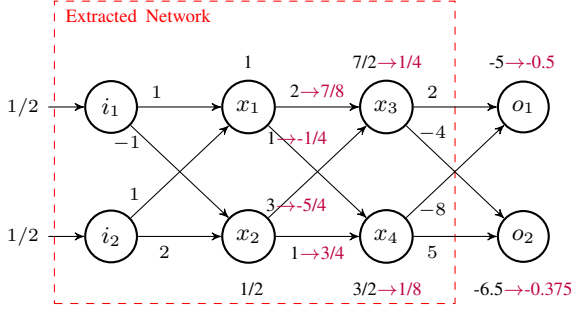 Extracted Network
1 7/2→1/4 -5→-0.5
1/2 i₁ 1 x₁ 2→7/8 x₃ 2 o₁
−1 1→-1/4 −4
1 3→-5/4 −8
1/2 i₂ 2 x₂ 1→3/4 x₄ 5 o₂
1/2 3/2→1/8 -6.5→-0.375